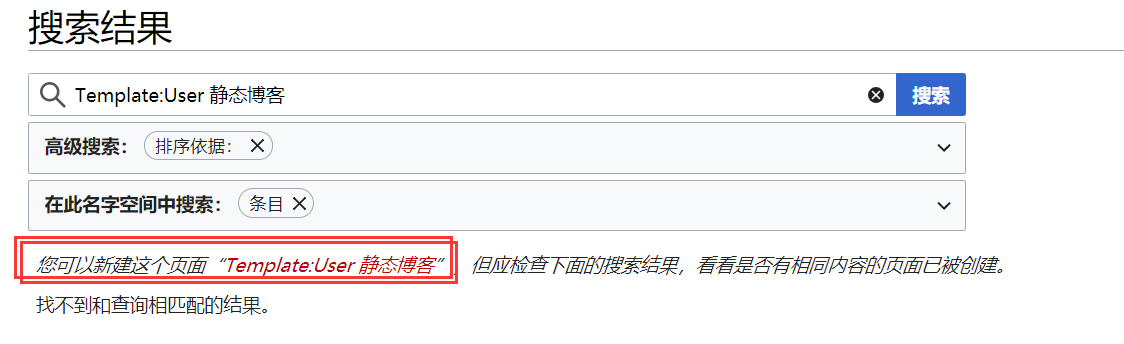 搜索结果
Template:User 静态博客
搜索
高级搜索： 排序依据：
在此名字空间中搜索： 条目
您可以新建这个页面“Template:User 静态博客”，但应检查下面的搜索结果，看看是否有相同内容的页面已被创建。
找不到和查询相匹配的结果。